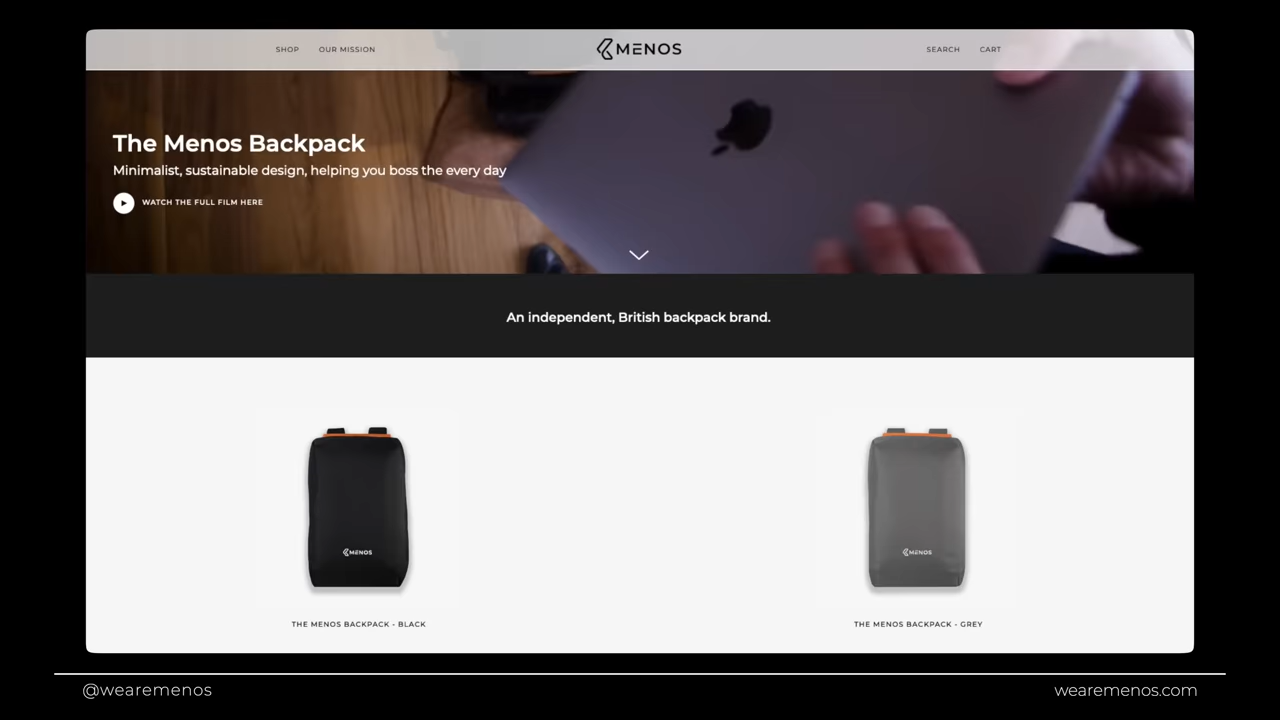 SHOP
OUR MISSION
MENOS
SEARCH
CART
The Menos Backpack
Minimalist, sustainable design, helping you boss the every day
WATCH THE FULL FILM HERE
An independent, British backpack brand.
MENOS
MENOS
THE MENOS BACKPACK - BLACK
THE MENOS BACKPACK - GREY
@wearemenos
wearemenos.com